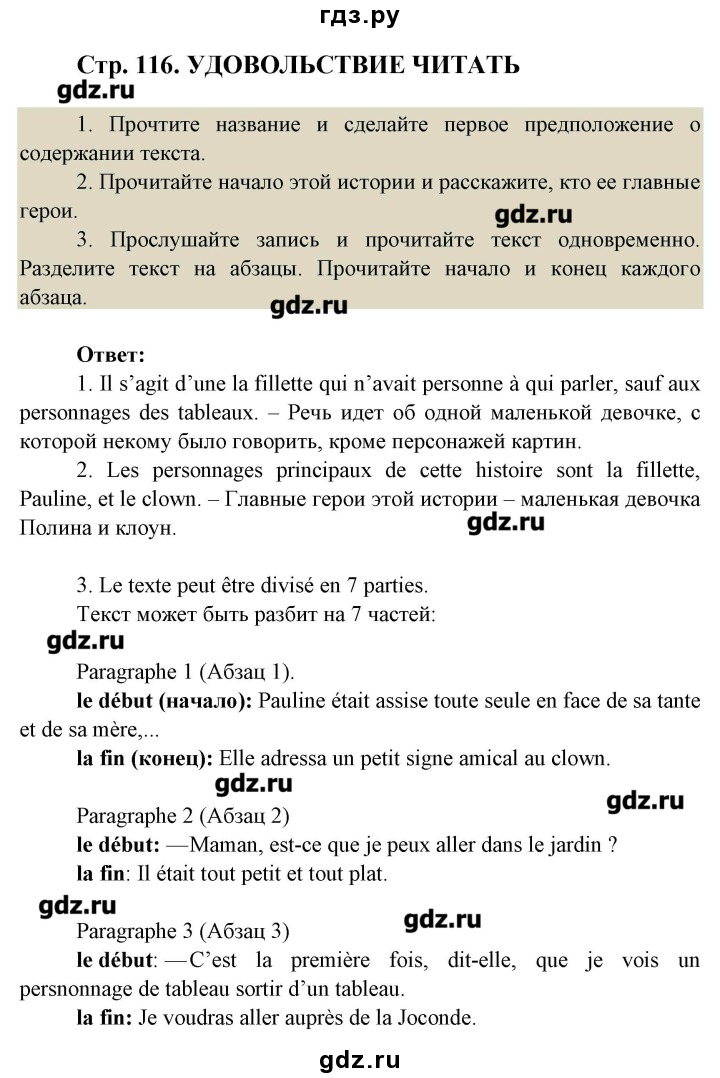 гдз.ру
Стр. 116. УДОВОЛЬСТВИЕ ЧИТАТЬ
gdz.ru
1. Прочтите название и сделайте первое предположение о
содержании текста.
2. Прочитайте начало этой истории и расскажите, кто ее главные
герои.
gdz.ru
3. Прослушайте запись и прочитайте текст одновременно.
Разделите текст на абзацы. Прочитайте начало и конец каждого
абзаца.
gdz.ru
Ответ:
1. Il s’agit d’une la fillette qui n’avait personne à qui parler, sauf aux
personnages des tableaux. – Речь идет об одной маленькой девочке, с
которой некому было говорить, кроме персонажей картин.
2. Les personnages principaux de cette histoire sont la fillette,
Pauline, et le clown. – Главные герои этой истории – маленькая девочка
Полина и клоун.
gdz.ru
3. Le texte peut être divisé en 7 parties.
Текст может быть разбит на 7 частей:
gdz.ru
Paragraphe 1 (Абзац 1).
le début (начало): Pauline était assise toute seule en face de sa tante
et de sa mère,...
la fin (конец): Elle adressa un petit signe amical au clown.
gdz.ru
gdz.ru
Paragraphe 2 (Абзац 2)
le début: —Maman, est-ce que je peux aller dans le jardin ?
la fin: Il était tout petit et tout plat.
gdz.ru
gdz.ru
Paragraphe 3 (Абзац 3)
le début: —C’est la première fois, dit-elle, que je vois un
persnonnage de tableau sortir d’un tableau.
la fin: Je voudras aller auprès de la Joconde.
gdz.ru